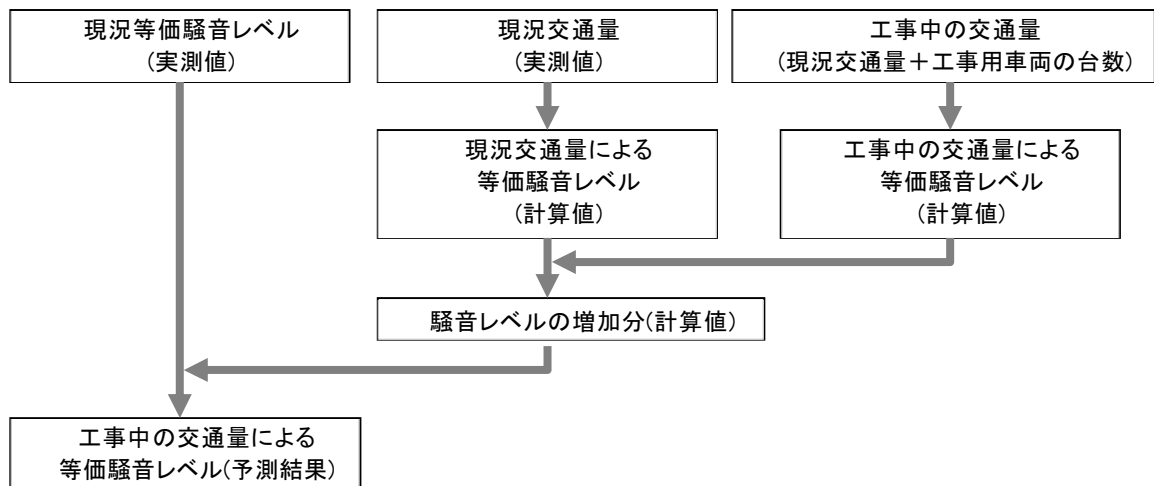 現況等価騒音レベル
(実測値)
現況交通量
(実測値)
工事中の交通量
(現況交通量＋工事用車両の台数)
現況交通量による
等価騒音レベル
(計算値)
工事中の交通量による
等価騒音レベル
(計算値)
騒音レベルの増加分(計算値)
工事中の交通量による
等価騒音レベル(予測結果)